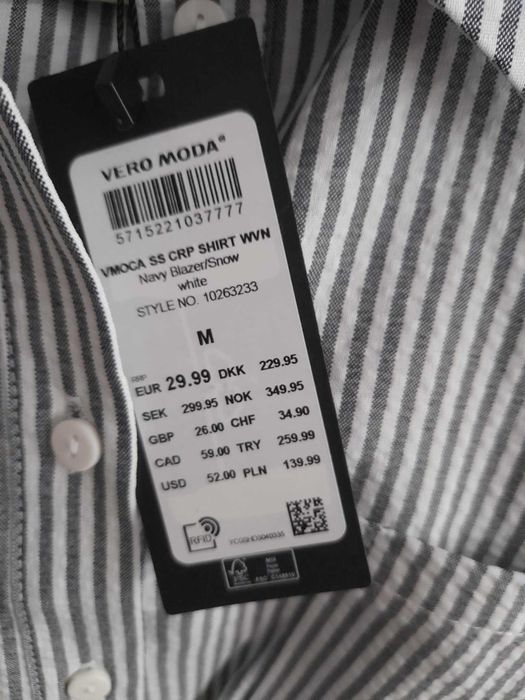 VERO MODA®
5715221037777
VMOCA SS CRP SHIRT WVN
Navy Blazer/Snow
white
STYLE NO. 10263233
M
RRP
EUR 29.99 DKK 229.95
SEK 299.95 NOK 349.95
GBP 26.00 CHF 34.90
CAD 59.00 TRY 259.99
USD 52.00 PLN 139.99
RFID
FSC